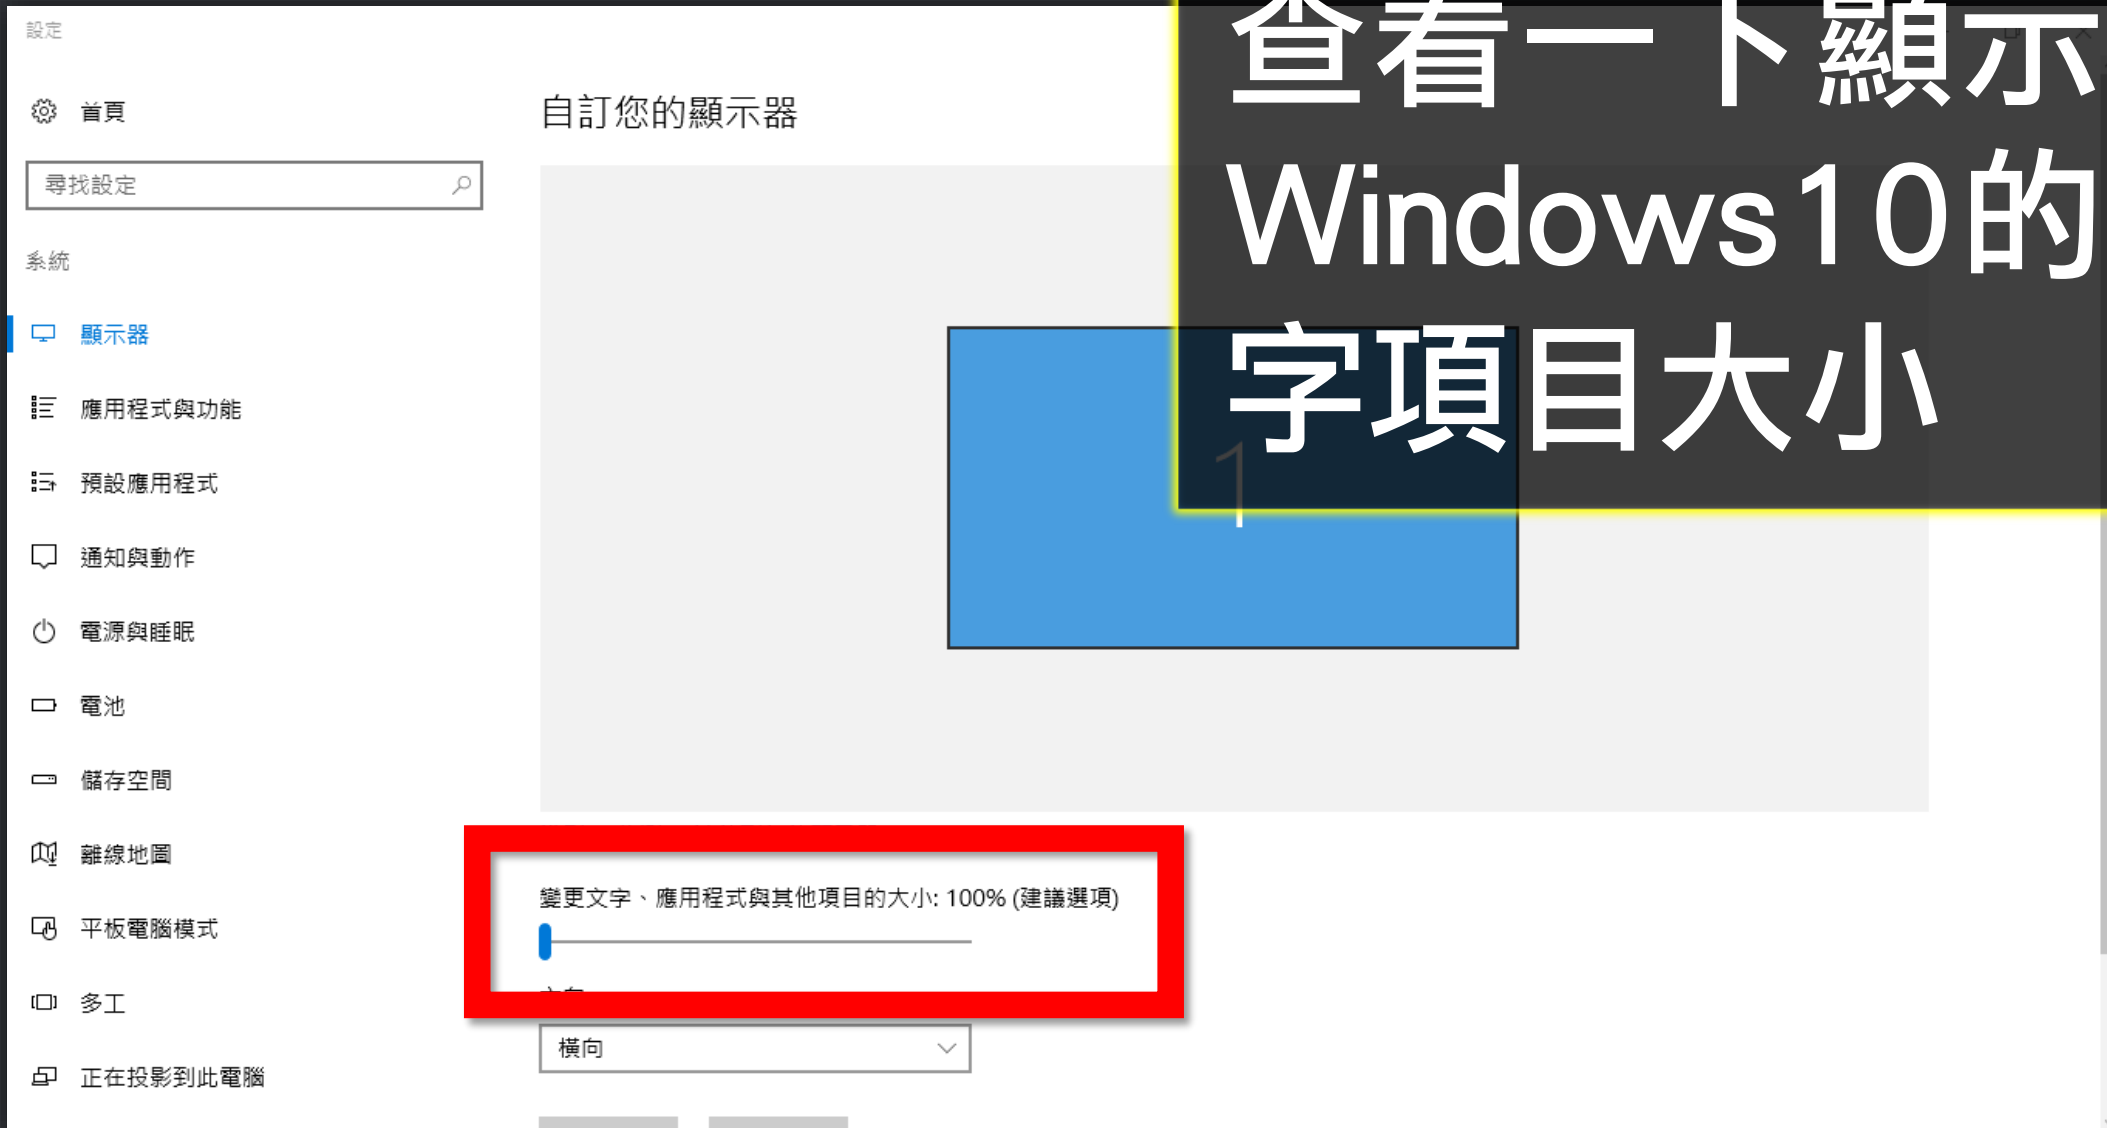 設定
查看一下顯示
Windows10的
字項目大小
首頁
尋找設定
系統
顯示器
應用程式與功能
預設應用程式
通知與動作
電源與睡眠
電池
儲存空間
離線地圖
平板電腦模式
多工
正在投影到此電腦
自訂您的顯示器
1
變更文字、應用程式與其他項目的大小: 100% (建議選項)
橫向